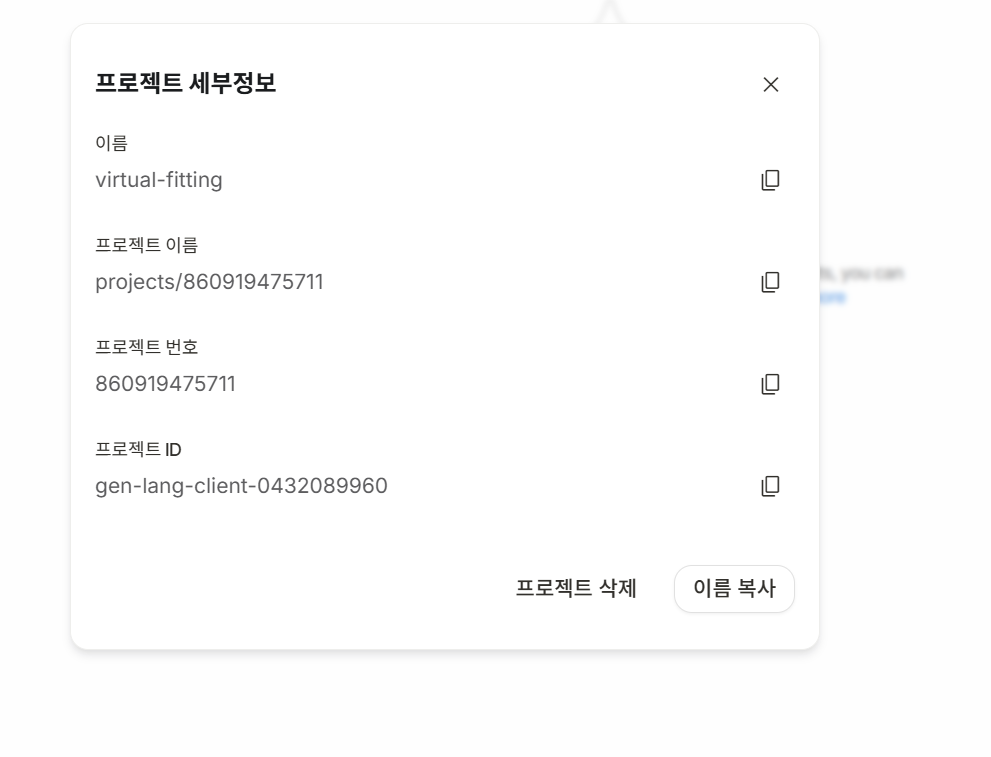 프로젝트 세부정보
이름
virtual-fitting
프로젝트 이름
projects/860919475711
프로젝트 번호
860919475711
프로젝트 ID
gen-lang-client-0432089960
you can
프로젝트 삭제
이름 복사